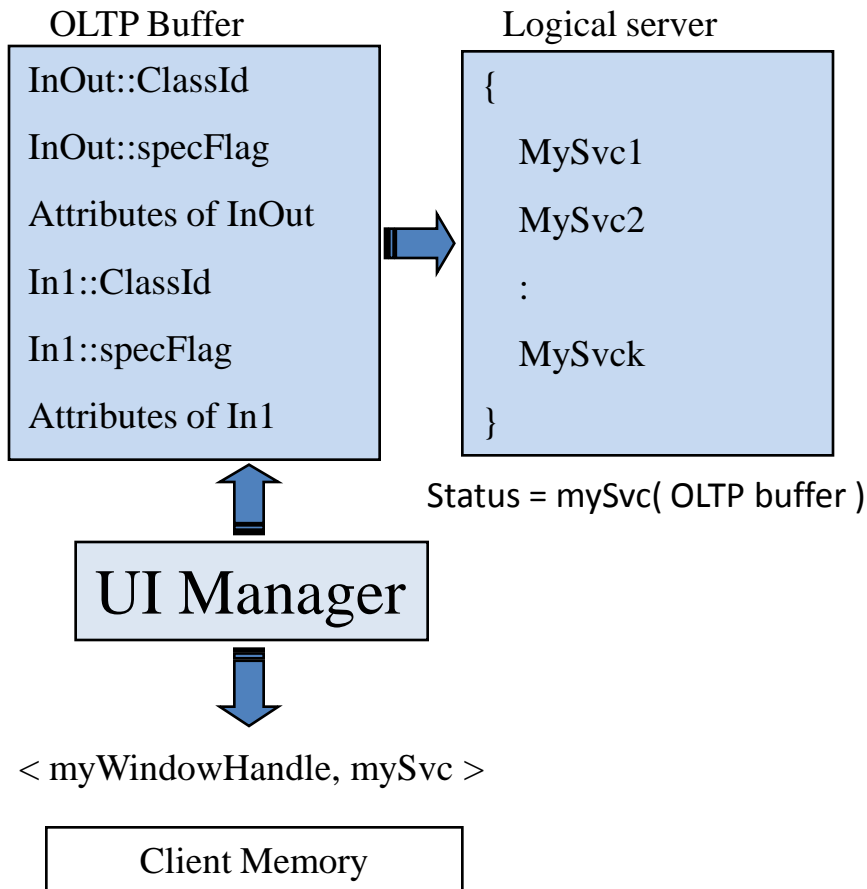 OLTP Buffer
InOut::ClassId
InOut::specFlag
Attributes of InOut
In1::ClassId
In1::specFlag
Attributes of In1
Logical server
{
MySvc1
MySvc2
:
MySvck
}
Status = mySvc( OLTP buffer )
UI Manager
< myWindowHandle, mySvc >
Client Memory